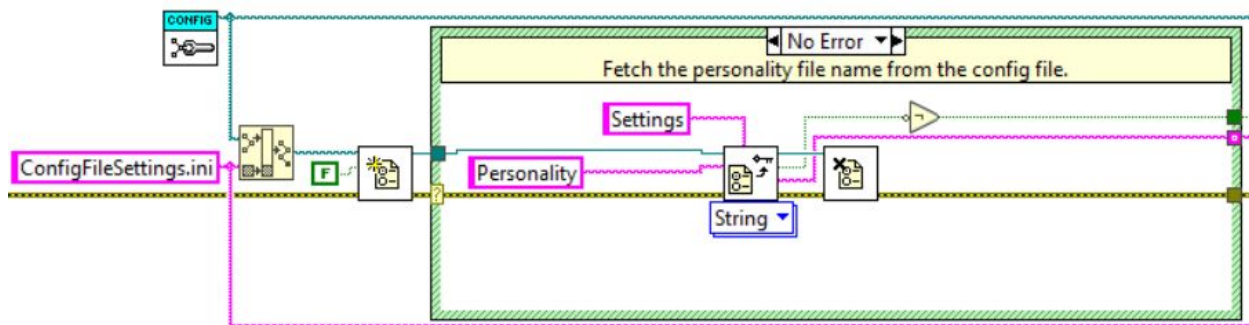 CONFIG
No Error
Fetch the personality file name from the config file.
Settings
ConfigFileSettings.ini
F
Personality
?
String